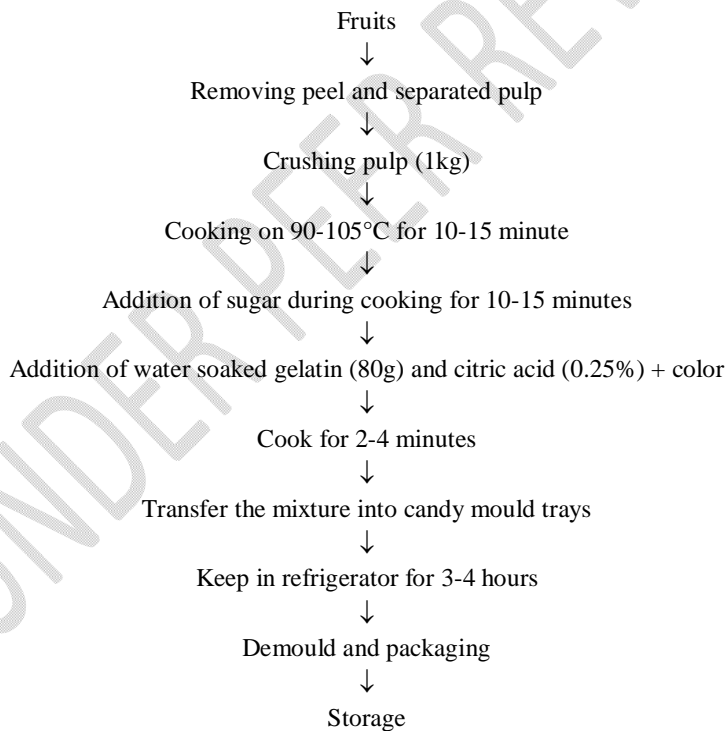 Fruits
↓
Removing peel and separated pulp
↓
Crushing pulp (1kg)
↓
Cooking on 90-105°C for 10-15 minute
↓
Addition of sugar during cooking for 10-15 minutes
↓
Addition of water soaked gelatin (80g) and citric acid (0.25%) + color
↓
Cook for 2-4 minutes
↓
Transfer the mixture into candy mould trays
↓
Keep in refrigerator for 3-4 hours
↓
Demould and packaging
↓
Storage
UNDER PEER RE